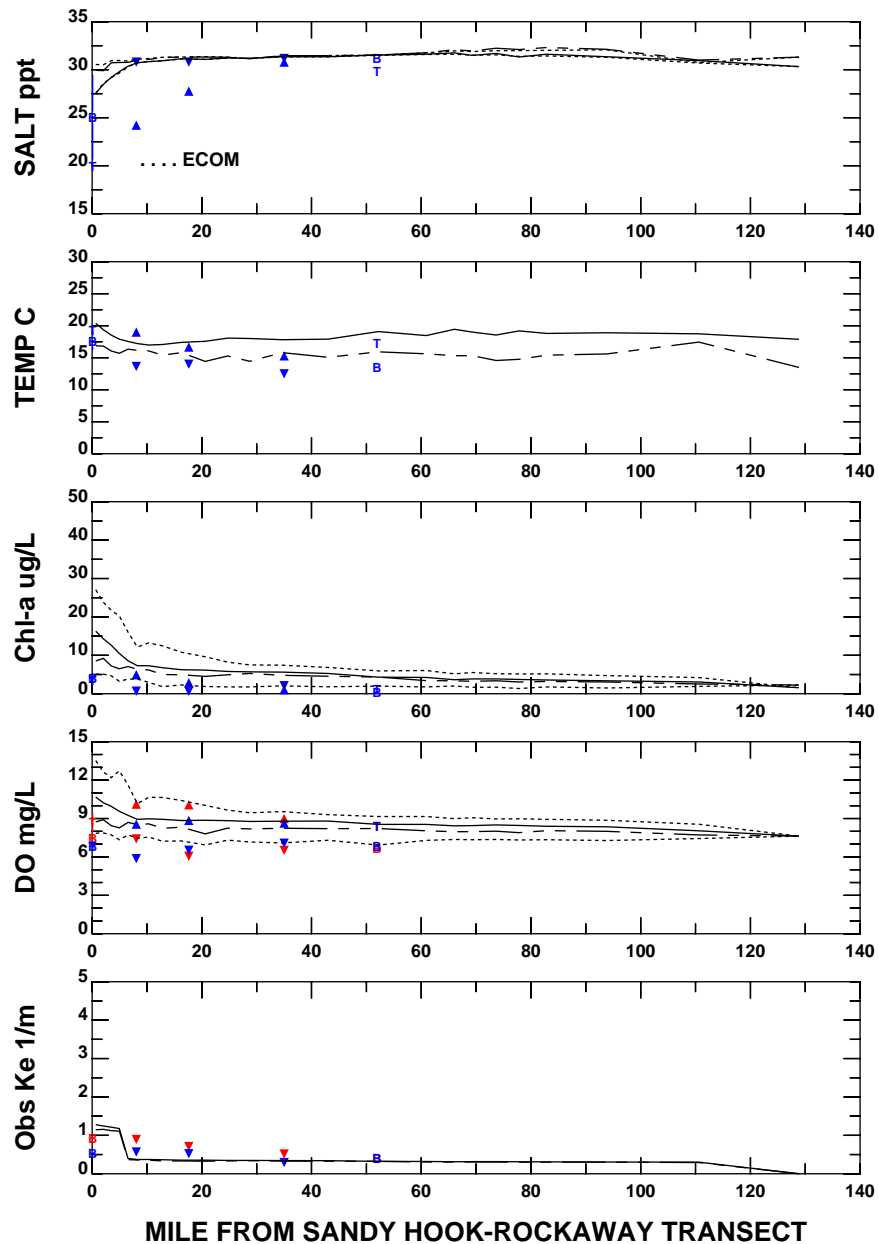 SALT ppt
35
30
25
20
15
B
T
B
T
. . . . ECOM
0 20 40 60 80 100 120 140
TEMP C
30
25
20
15
10
5
0
T
B
T
B
0 20 40 60 80 100 120 140
Chl-a ug/L
50
40
30
20
10
0
B
T
B
0 20 40 60 80 100 120 140
DO mg/L
15
12
9
6
3
0
T
B
B
T
B
0 20 40 60 80 100 120 140
Obs Ke 1/m
5
4
3
2
1
0
B
B
B
0 20 40 60 80 100 120 140
MILE FROM SANDY HOOK-ROCKAWAY TRANSECT